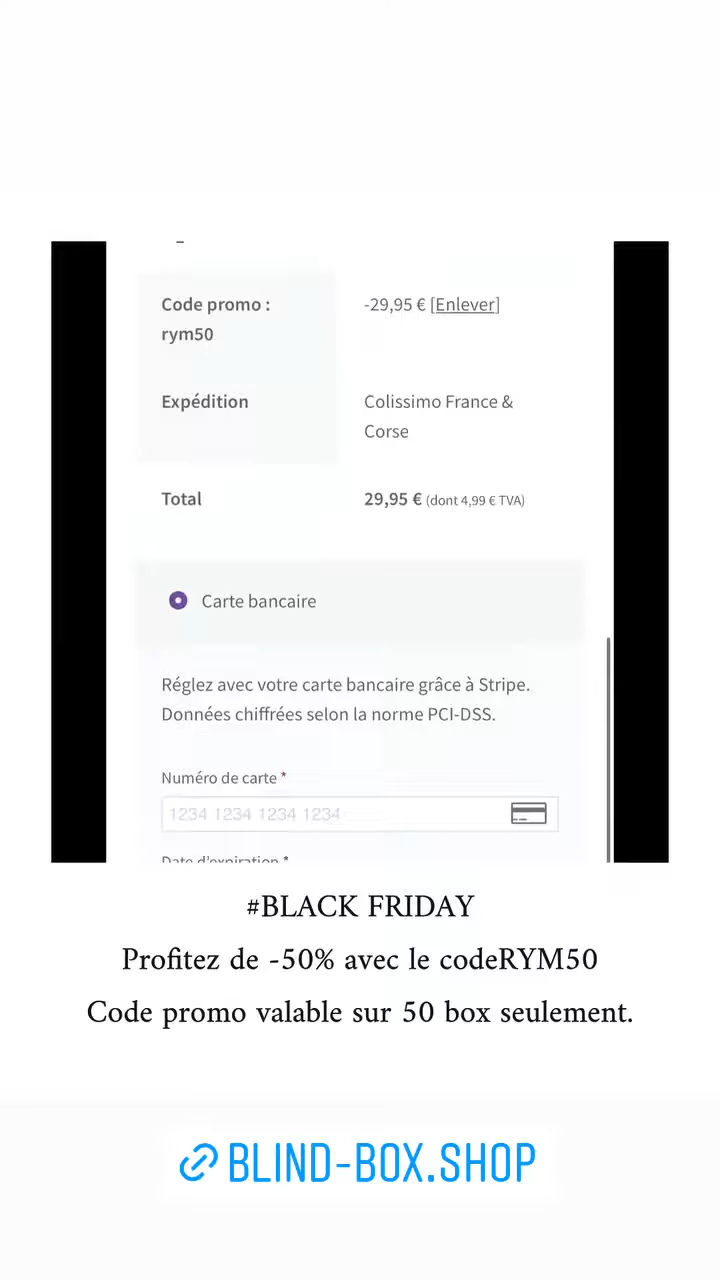 Code promo :
rym50
-29,95 € [Enlever]
Expédition
Colissimo France &
Corse
Total
29,95 € (dont 4,99 € TVA)
Carte bancaire
Réglez avec votre carte bancaire grâce à Stripe.
Données chiffrées selon la norme PCI-DSS.
Numéro de carte *
1234 1234 1234 1234
Date d'expiration *
#BLACK FRIDAY
Profitez de -50% avec le codeRYM50
Code promo valable sur 50 box seulement.
BLIND-BOX.SHOP